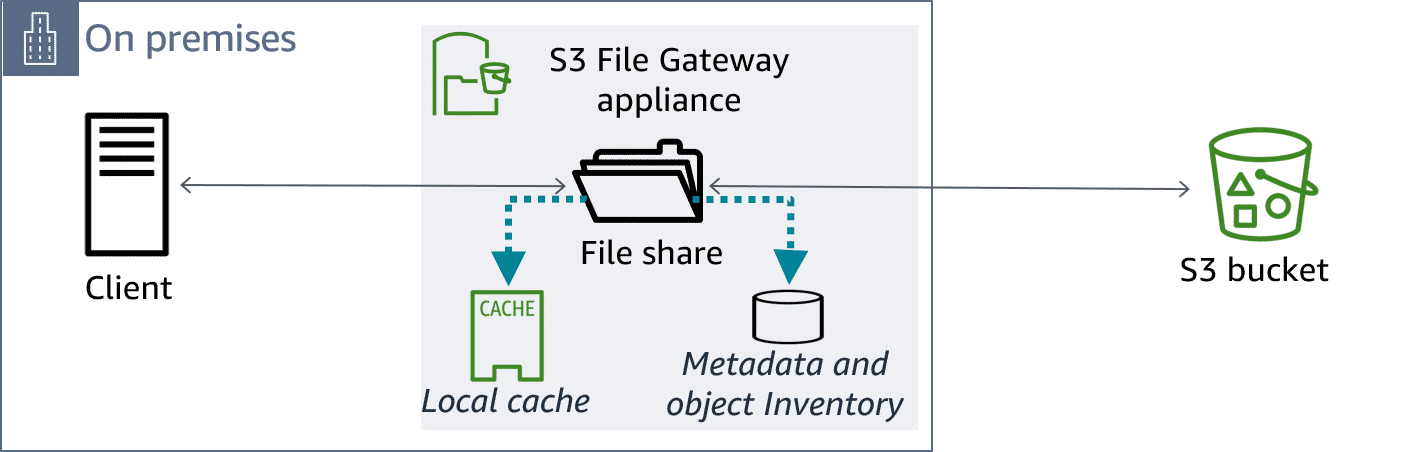 On premises
S3 File Gateway
appliance
Client
File share
S3 bucket
CACHE
Local cache
Metadata and
object Inventory